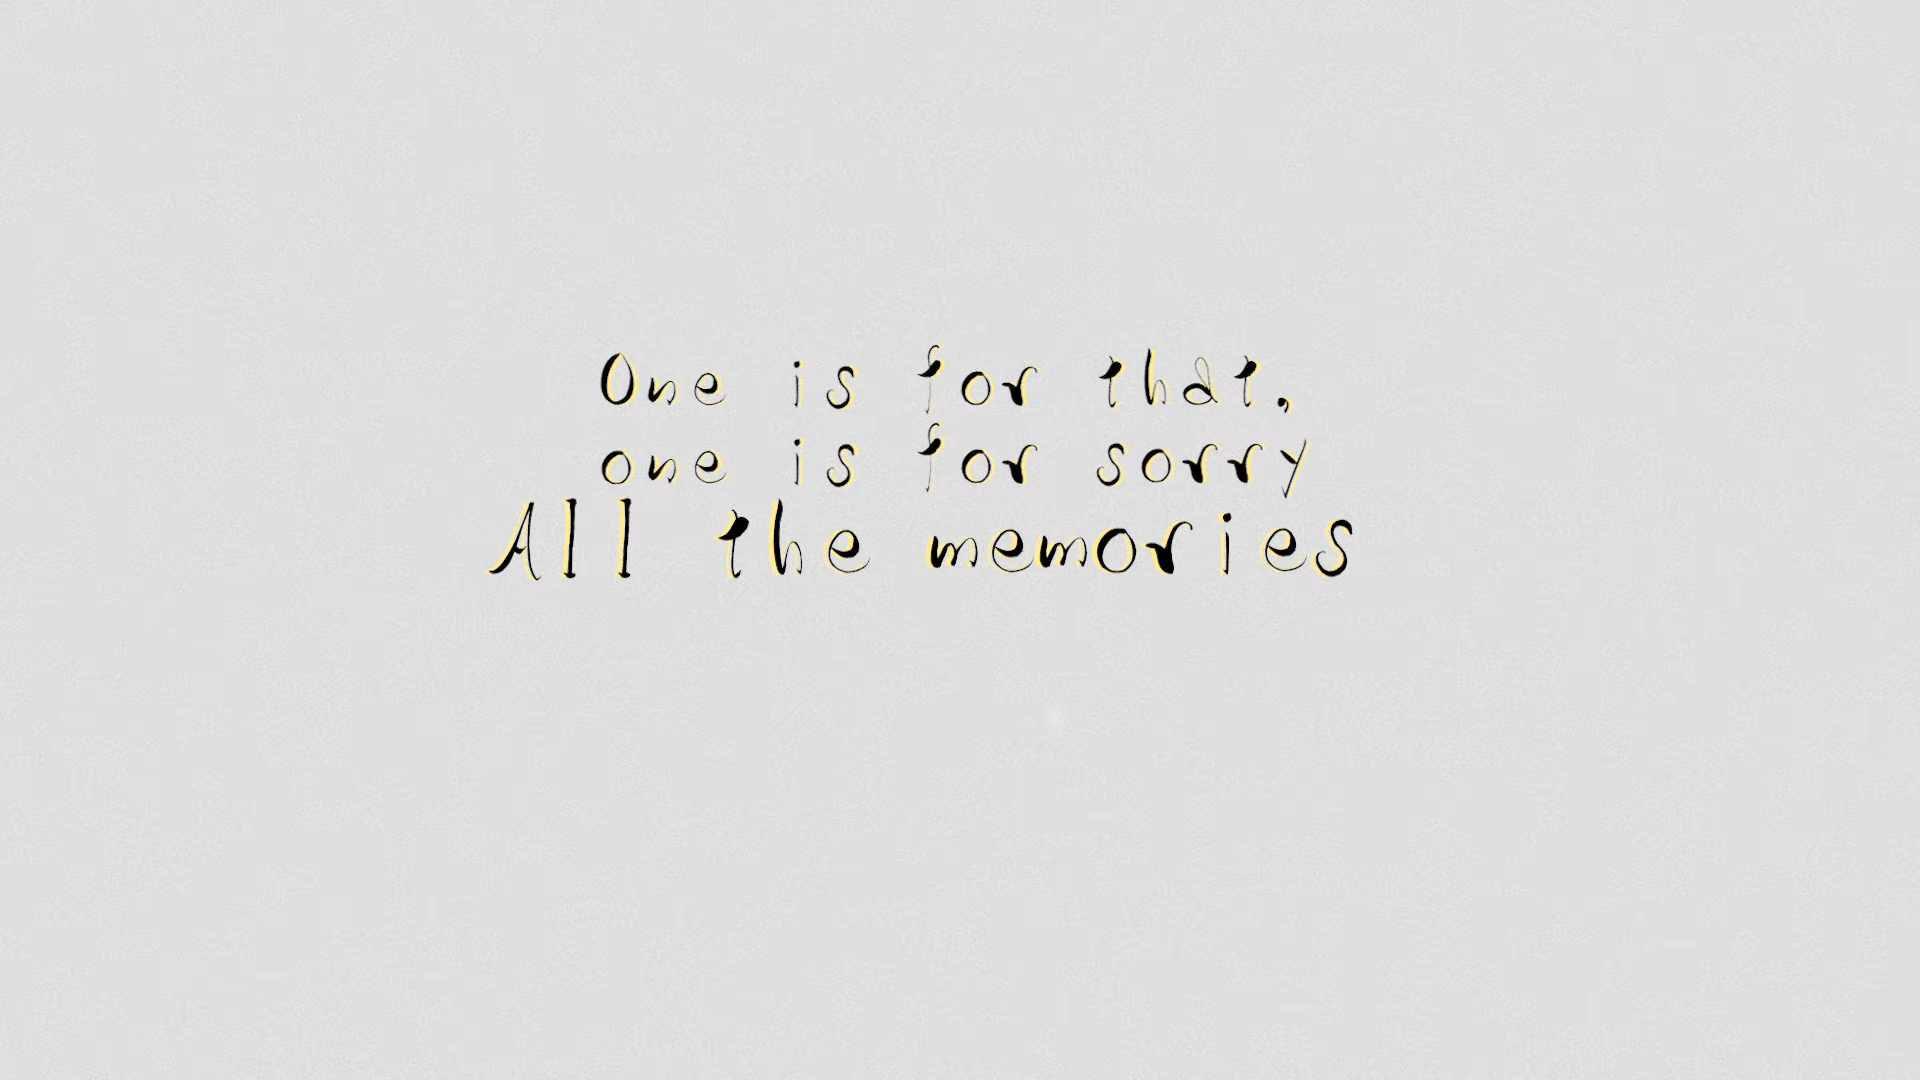 One is for that,
one is for sorry
All the memories